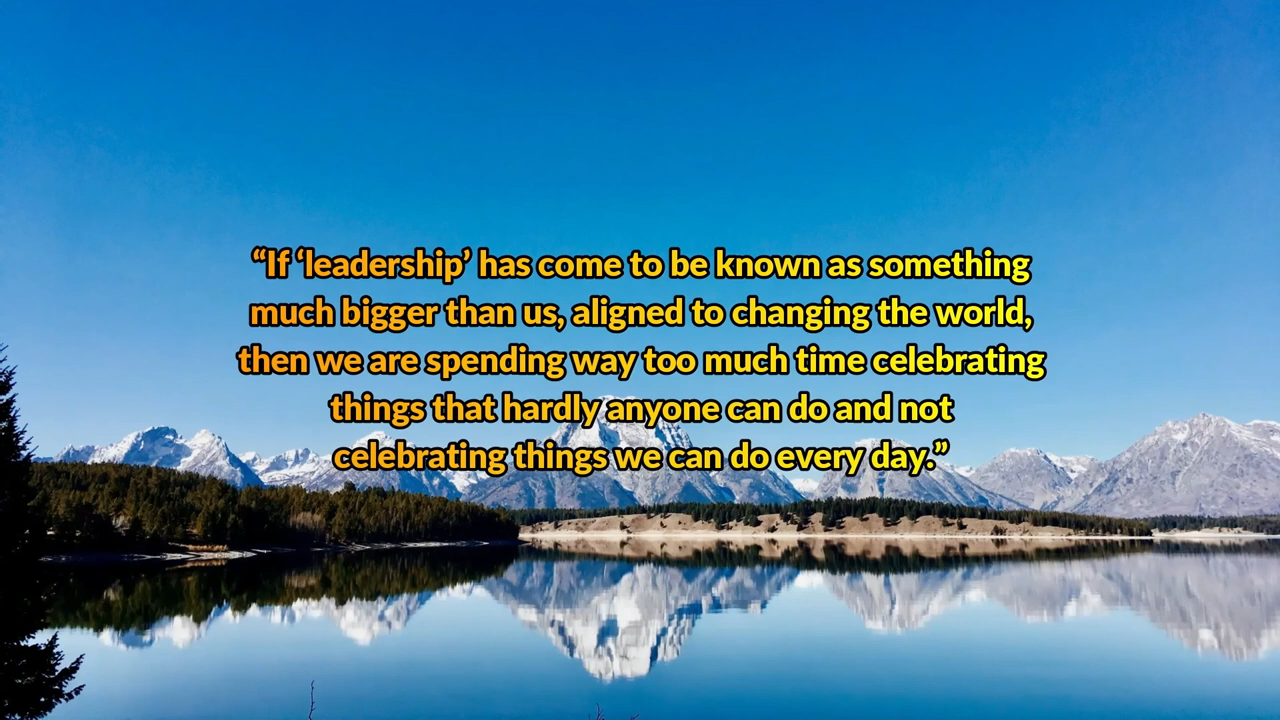 “If ‘leadership’ has come to be known as something
much bigger than us, aligned to changing the world,
then we are spending way too much time celebrating
things that hardly anyone can do and not
celebrating things we can do every day.”